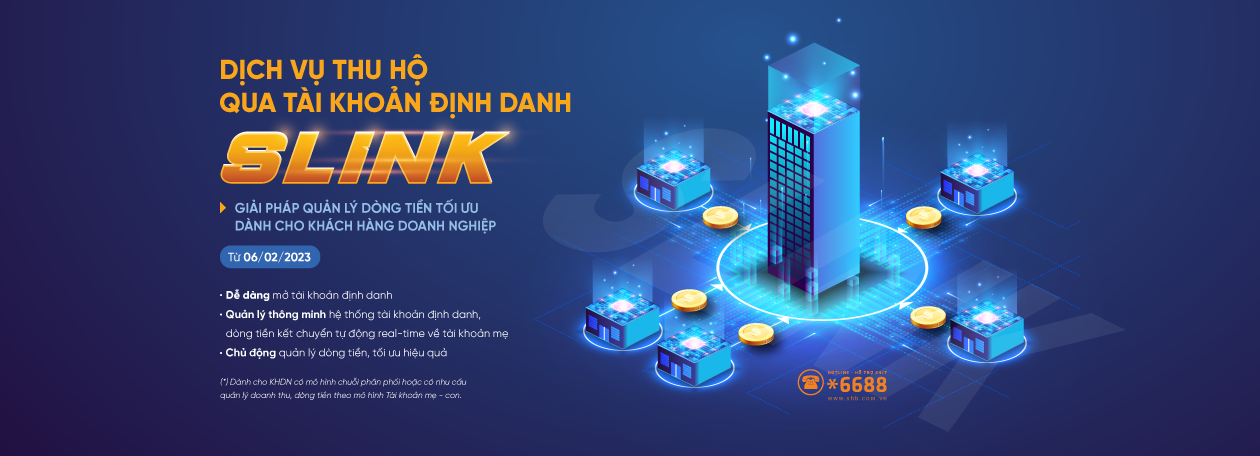 DỊCH VỤ THU HỘ
QUA TÀI KHOẢN ĐỊNH DANH
SLINK
GIẢI PHÁP QUẢN LÝ DÒNG TIỀN TỐI ƯU
DÀNH CHO KHÁCH HÀNG DOANH NGHIỆP
Từ 06/02/2023
· Dễ dàng mở tài khoản định danh
· Quản lý thông minh hệ thống tài khoản định danh,
dòng tiền kết chuyển tự động real-time về tài khoản mẹ
· Chủ động quản lý dòng tiền, tối ưu hiệu quả
(*) Dành cho KHDN có mô hình chuỗi phân phối hoặc có nhu cầu
quản lý doanh thu, dòng tiền theo mô hình Tài khoản mẹ - con.
HOTLINE - HỖ TRỢ 24/7
*6688
www.shb.com.vn